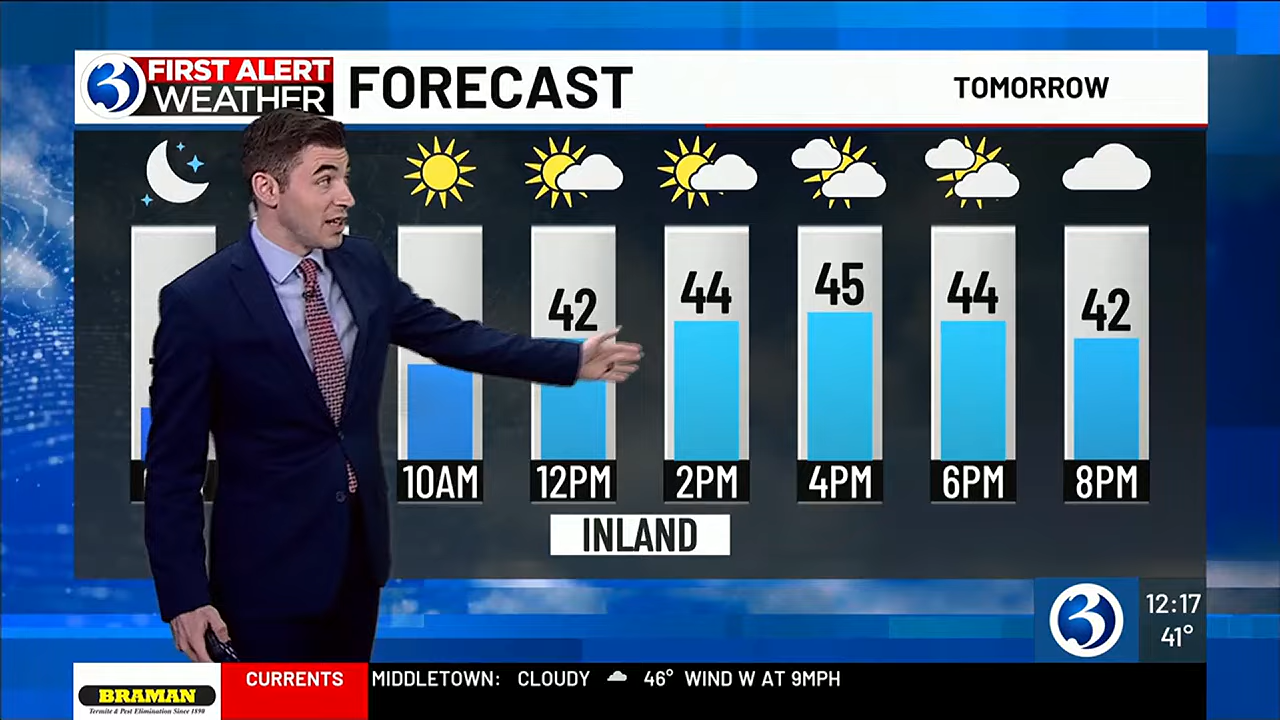 3 FIRST ALERT
WEATHER
FORECAST
TOMORROW
42
44
45
44
42
10AM
12PM
2PM
4PM
6PM
8PM
INLAND
3
12:17
41°
BRAMAN
Termite & Pest Elimination Since 1890
CURRENTS
MIDDLETOWN: CLOUDY 46° WIND W AT 9MPH